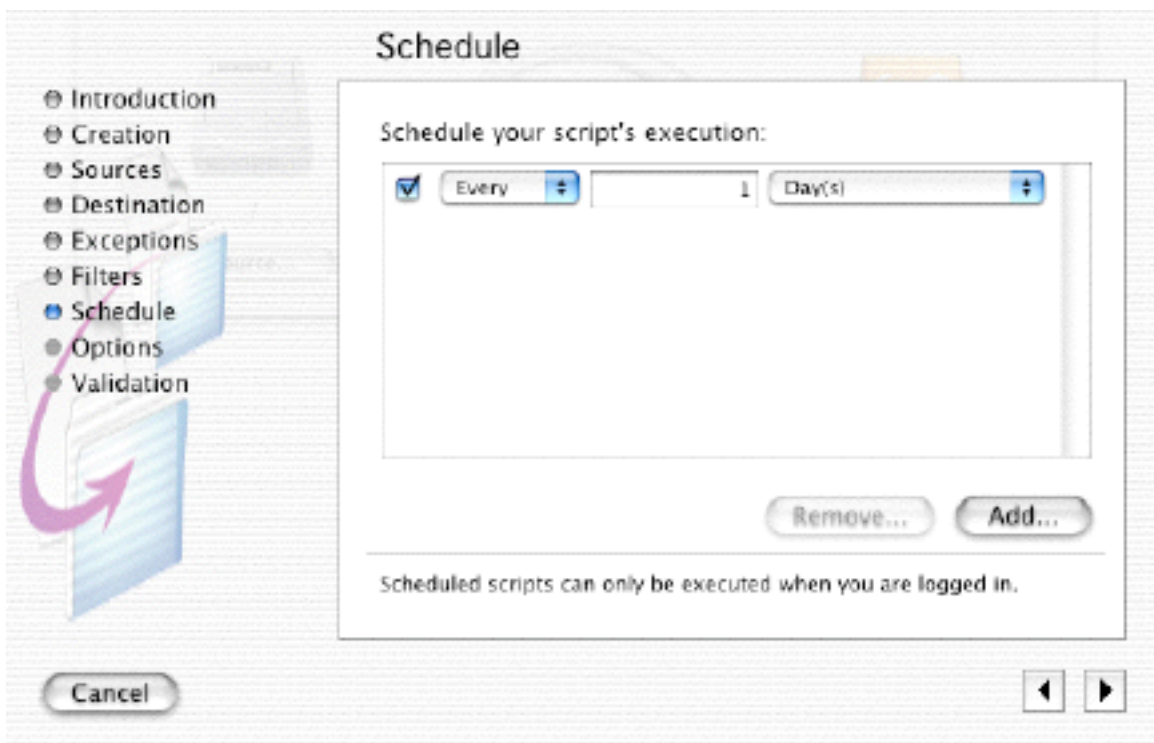 Schedule
Introduction
Creation
Sources
Destination
Exceptions
Filters
Schedule
Options
Validation
Schedule your script's execution:
Every 1 Day(s)
Remove... Add...
Scheduled scripts can only be executed when you are logged in.
Cancel